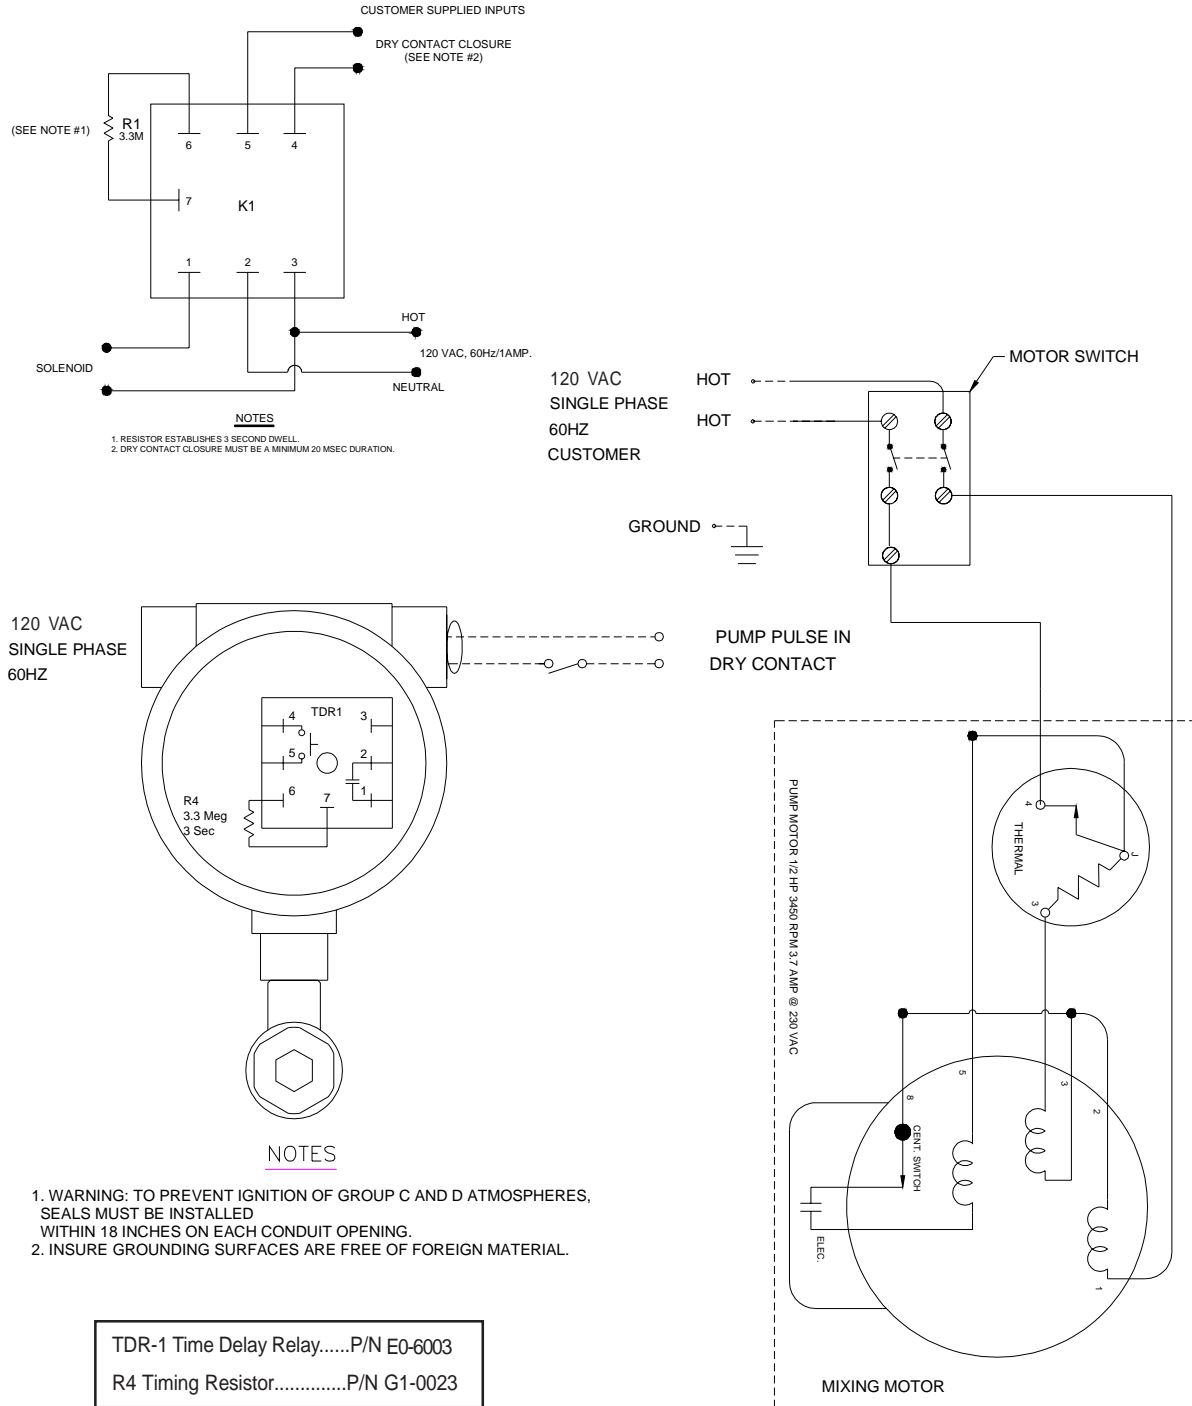 CUSTOMER SUPPLIED INPUTS
DRY CONTACT CLOSURE
(SEE NOTE #2)
(SEE NOTE #1)
R1
3.3M
6
5
4
7
K1
1
2
3
HOT
120 VAC, 60Hz/1AMP.
SOLENOID
NEUTRAL
NOTES
1. RESISTOR ESTABLISHES 3 SECOND DWELL.
2. DRY CONTACT CLOSURE MUST BE A MINIMUM 20 MSEC DURATION.
MOTOR SWITCH
120 VAC
SINGLE PHASE
60HZ
CUSTOMER
HOT
HOT
GROUND
120 VAC
SINGLE PHASE
60HZ
PUMP PULSE IN
DRY CONTACT
TDR1
4
3
5
2
6
7
1
R4
3.3 Meg
3 Sec
PUMP MOTOR 1/2 HP 3450 RPM 3.7 AMP @ 230 VAC
4
THERMAL
J
3
5
3
8
2
CENT. SWITCH
ELEC.
1
NOTES
1. WARNING: TO PREVENT IGNITION OF GROUP C AND D ATMOSPHERES,
SEALS MUST BE INSTALLED
WITHIN 18 INCHES ON EACH CONDUIT OPENING.
2. INSURE GROUNDING SURFACES ARE FREE OF FOREIGN MATERIAL.
TDR-1 Time Delay Relay......P/N E0-6003
R4 Timing Resistor.............P/N G1-0023
MIXING MOTOR